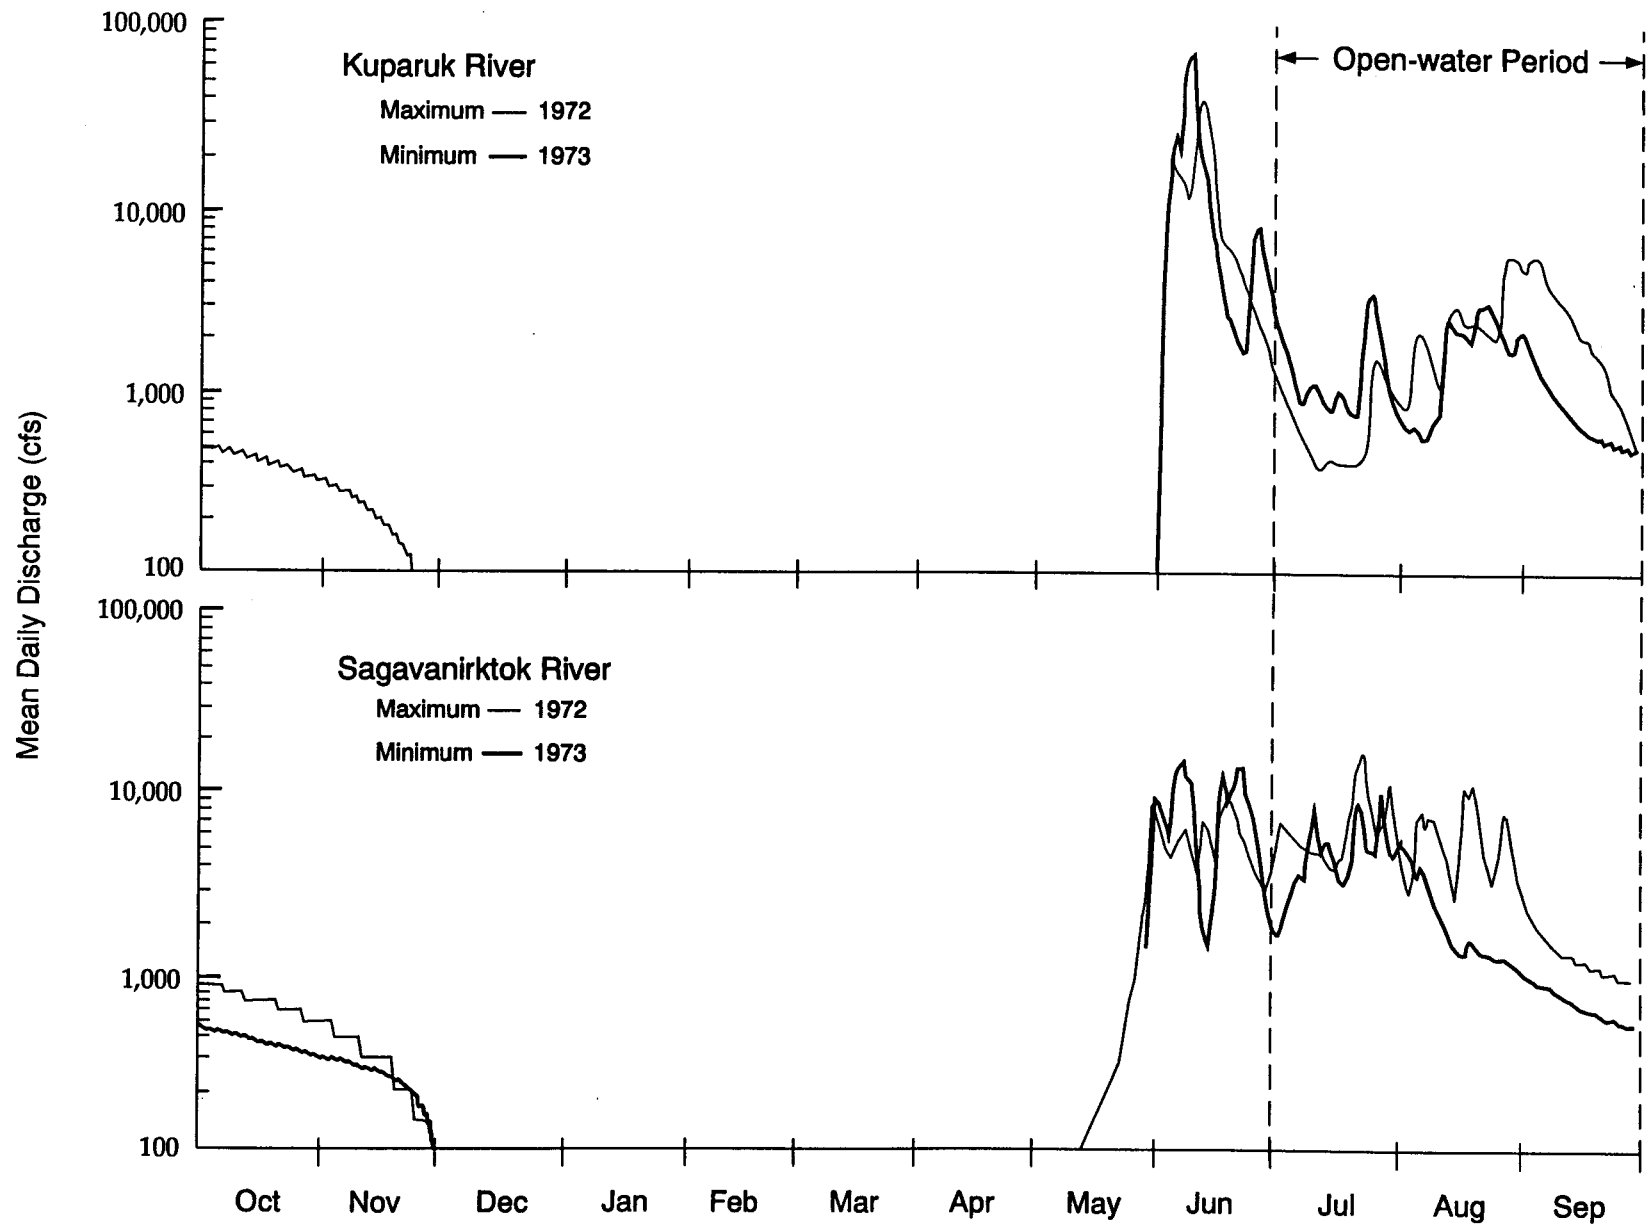 100,000
Kuparuk River
Open-water Period
Maximum — 1972
Minimum — 1973
10,000
1,000
100
Mean Daily Discharge (cfs)
100,000
Sagavanirktok River
Maximum — 1972
Minimum — 1973
10,000
1,000
100
Oct Nov Dec Jan Feb Mar Apr May Jun Jul Aug Sep